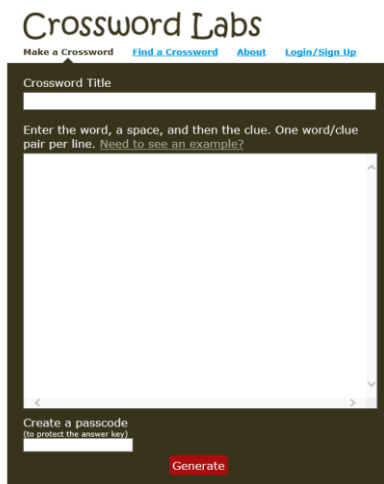 Crossword Labs
Make a Crossword Find a Crossword About Login/Sign Up
Crossword Title
Enter the word, a space, and then the clue. One word/clue
pair per line. Need to see an example?
Create a passcode
(to protect the answer key)
Generate